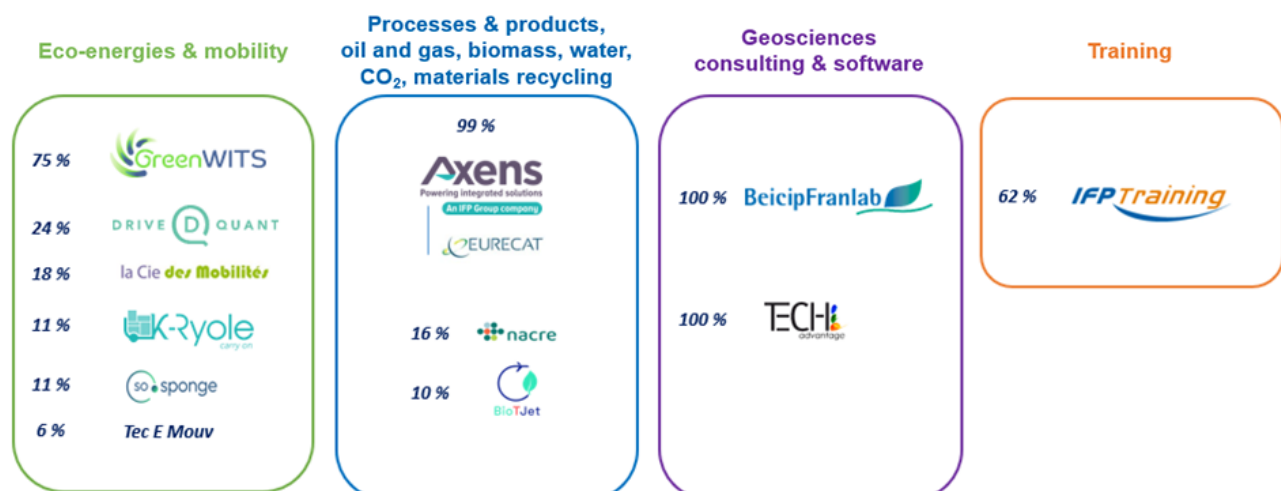 Eco-energies & mobility
75 %
GreenWITS
24 %
DRIVE D QUANT
18 %
la Cie des Mobilités
11 %
K-Ryole
carry on
11 %
so sponge
6 %
Tec E Mouv
Processes & products,
oil and gas, biomass, water,
CO₂, materials recycling
99 %
Axens
Powering integrated solutions
An IFP Group company
EURECAT
16 %
nacre
10 %
BioTJet
Geosciences
consulting & software
100 %
BeicipFranlab
100 %
TECH
advantage
Training
62 %
IFP Training